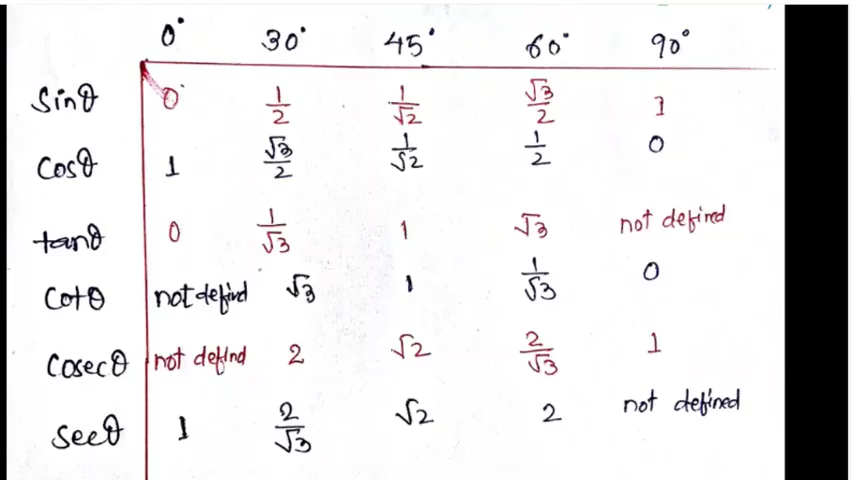 0° 30° 45° 60° 90°
Sinθ 0 1/2 1/√2 √3/2 1
Cosθ 1 √3/2 1/√2 1/2 0
tanθ 0 1/√3 1 √3 not defined
Cotθ not defind √3 1 1/√3 0
Cosecθ not defind 2 √2 2/√3 1
Secθ 1 2/√3 √2 2 not defined